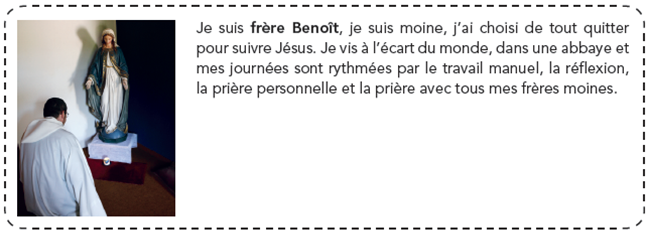 Je suis frère Benoît, je suis moine, j’ai choisi de tout quitter
pour suivre Jésus. Je vis à l’écart du monde, dans une abbaye et
mes journées sont rythmées par le travail manuel, la réflexion,
la prière personnelle et la prière avec tous mes frères moines.